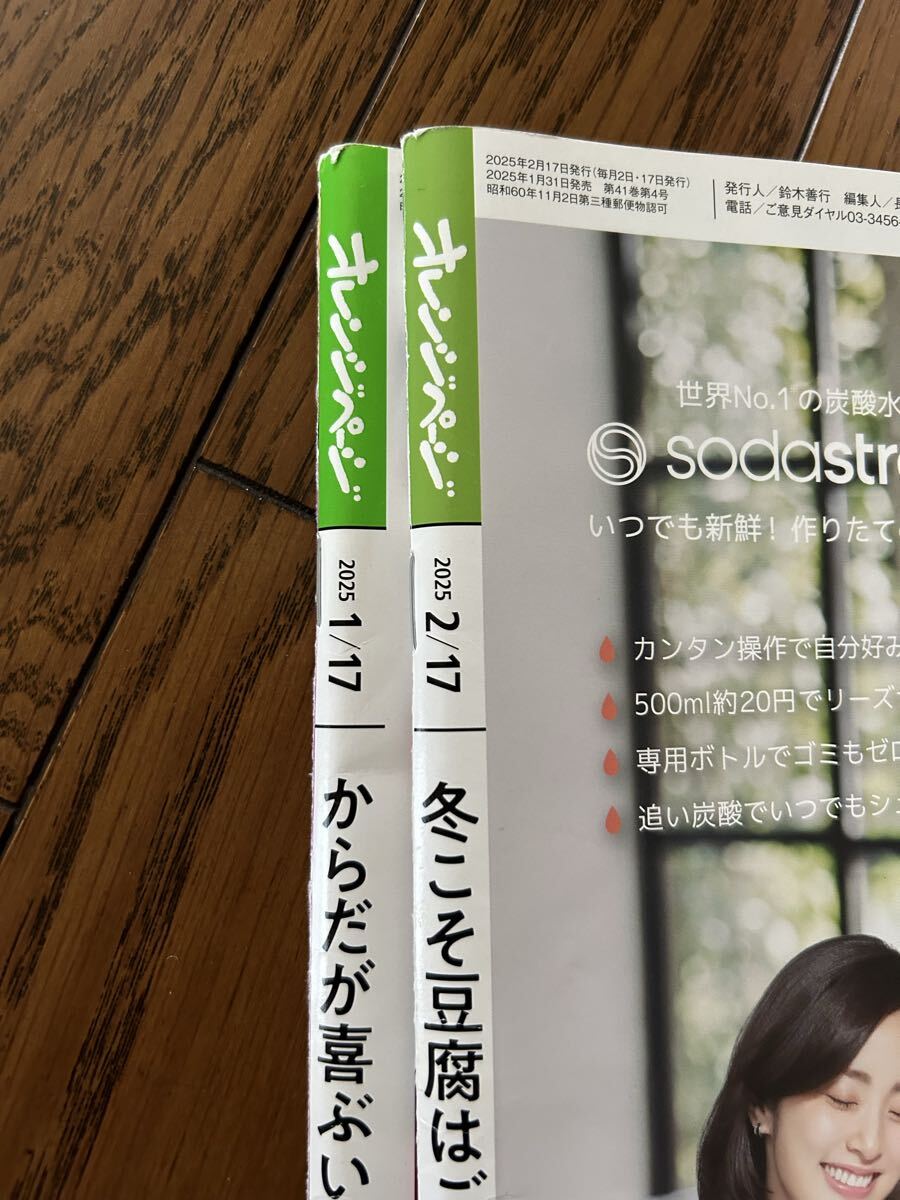 オレンジページ
2025 1/17
からだが喜ぶい
オレンジページ
2025 2/17
冬こそ豆腐はご
2025年2月17日発行(毎月2日・17日発行)
2025年1月31日発売 第41巻第4号
昭和60年11月2日第三種郵便物認可
発行人/鈴木善行 編集人/長
電話/ご意見ダイヤル03-3456-
世界No.1の炭酸水
sodastre
いつでも新鮮!作りたての
カンタン操作で自分好み
500ml約20円でリーズ
専用ボトルでゴミもゼロ
追い炭酸でいつでもシュ